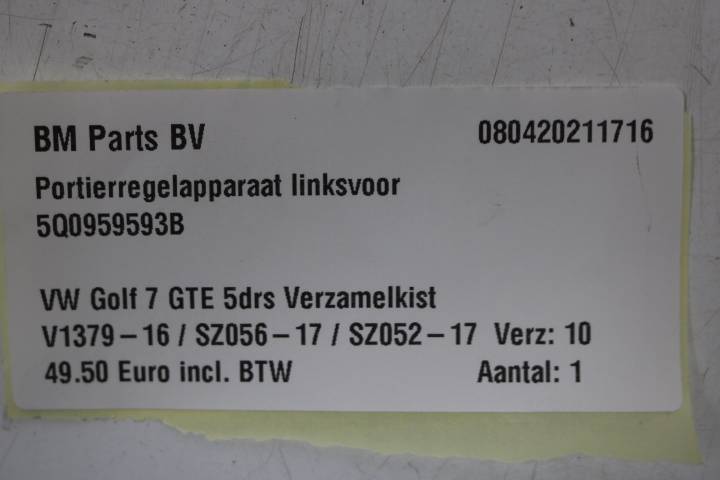 BM Parts BV 080420211716
Portierregelapparaat linksvoor
5Q0959593B
VW Golf 7 GTE 5drs Verzamelkist
V1379-16 / SZ056-17 / SZ052-17 Verz: 10
49.50 Euro incl. BTW Aantal: 1